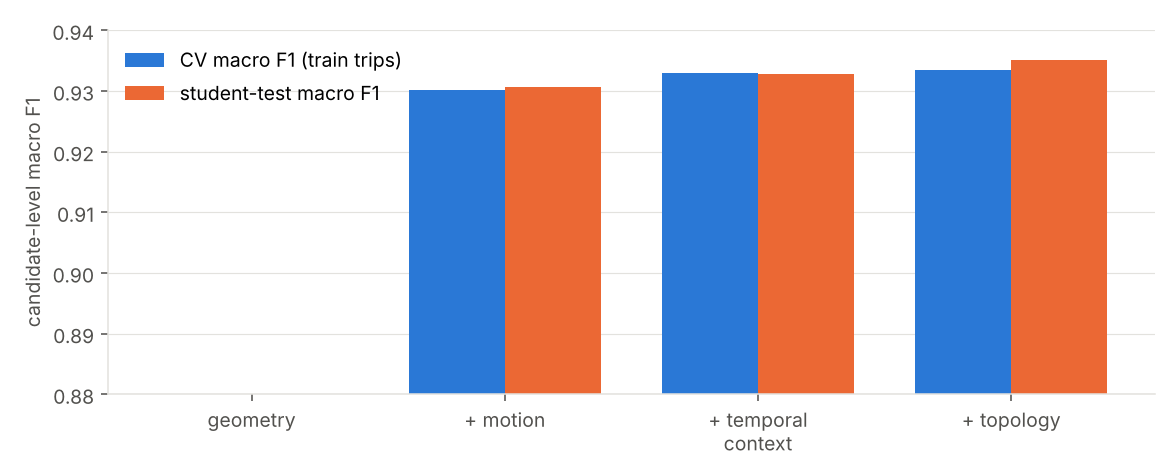 0.94
0.93
0.92
0.91
0.90
0.89
0.88
candidate-level macro F1
CV macro F1 (train trips)
student-test macro F1
geometry
+ motion
+ temporal
context
+ topology